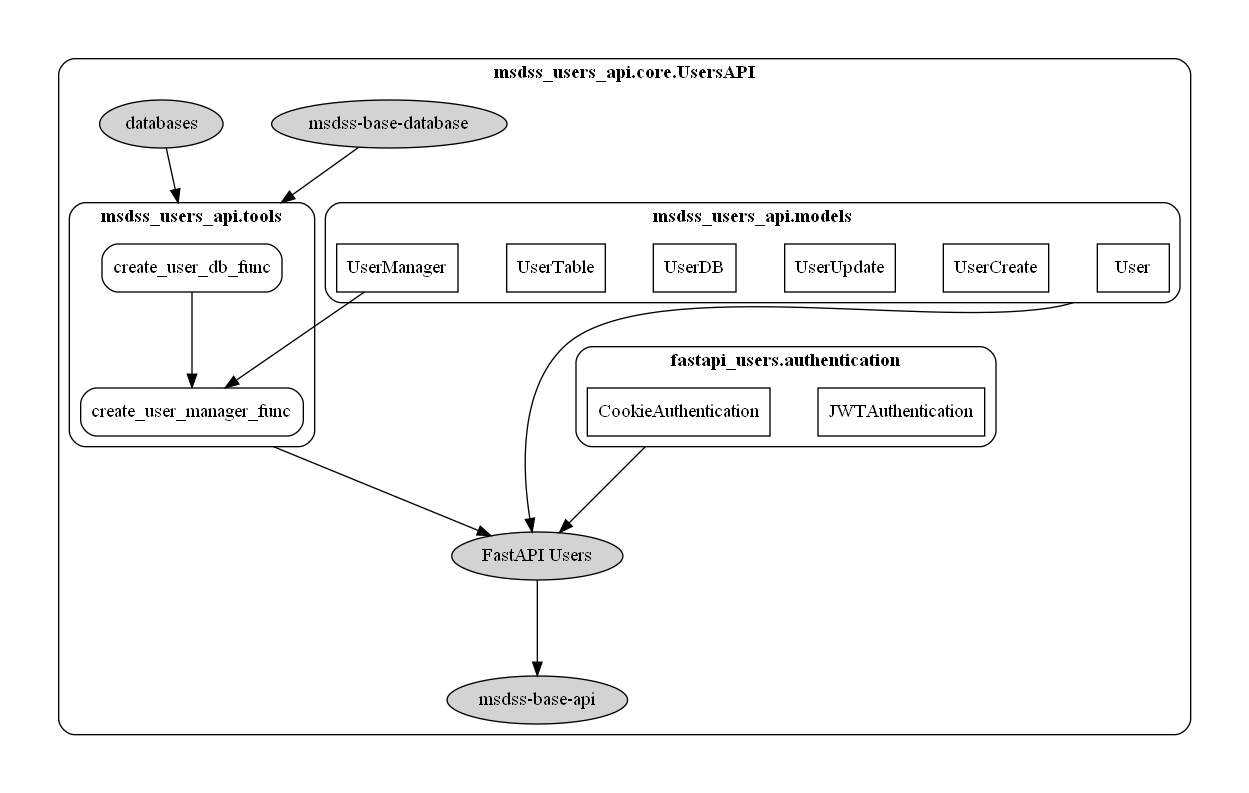 msdss_users_api.core.UsersAPI
databases
msdss-base-database
msdss_users_api.tools
msdss_users_api.models
create_user_db_func
UserManager
UserTable
UserDB
UserUpdate
UserCreate
User
fastapi_users.authentication
create_user_manager_func
CookieAuthentication
JWTAuthentication
FastAPI Users
msdss-base-api